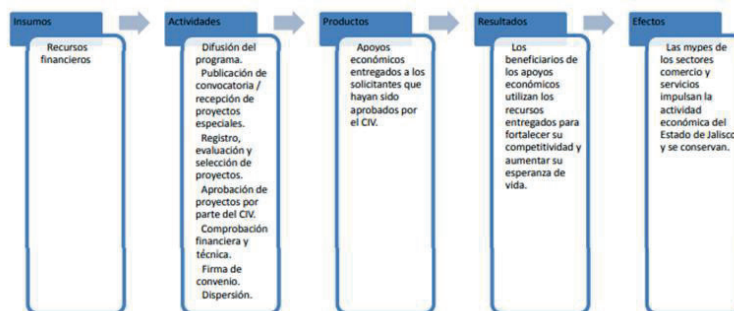 Insumos
Recursos
financieros
Actividades
Difusión del
programa.
Publicación de
convocatoria /
recepción de
proyectos
especiales.
Registro,
evaluación y
selección de
proyectos.
Aprobación de
proyectos por
parte del CIV.
Comprobación
financiera y
técnica.
Firma de
convenio.
Dispersión.
Productos
Apoyos
económicos
entregados a los
solicitantes que
hayan sido
aprobados por
el CIV.
Resultados
Los
beneficiarios de
los apoyos
económicos
utilizan los
recursos
entregados para
fortalecer su
competitividad y
aumentar su
esperanza de
vida.
Efectos
Las mypes de
los sectores
comercio y
servicios
impulsan la
actividad
económica del
Estado de Jalisco
y se conservan.